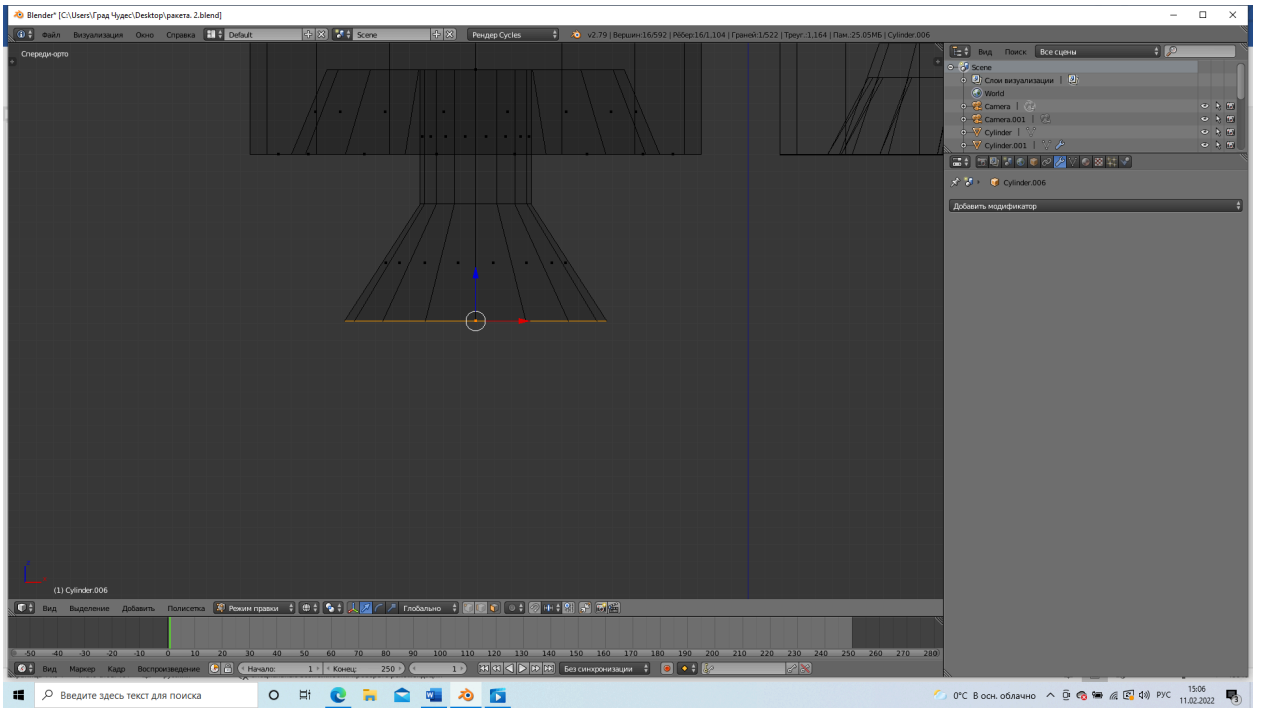 Blender* [C:\Users\Град Чудес\Desktop\ракета. 2.blend]
Файл Визуализация Окно Справка Default Scene Рендер Cycles v2.79 | Вершин:16/592 | Рёбер:16/1,104 | Граней:1/522 | Треуг.:1,164 | Пам.:25.05МБ | Cylinder.006
Спереди-орто
Вид Поиск Все сцены
Scene
Слои визуализации |
World
Camera |
Camera.001 |
Cylinder |
Cylinder.001 |
Cylinder.006
Добавить модификатор
z
(1) Cylinder.006
Вид Выделение Добавить Полисетка Режим правки Глобально
-50 -40 -30 -20 -10 0 10 20 30 40 50 60 70 80 90 100 110 120 130 140 150 160 170 180 190 200 210 220 230 240 250 260 270 280
Вид Маркер Кадр Воспроизведение Начало: 1 Конец: 250 1 Без синхронизации
Введите здесь текст для поиска 0°C В осн. облачно РУС 15:06
11.02.2022
3